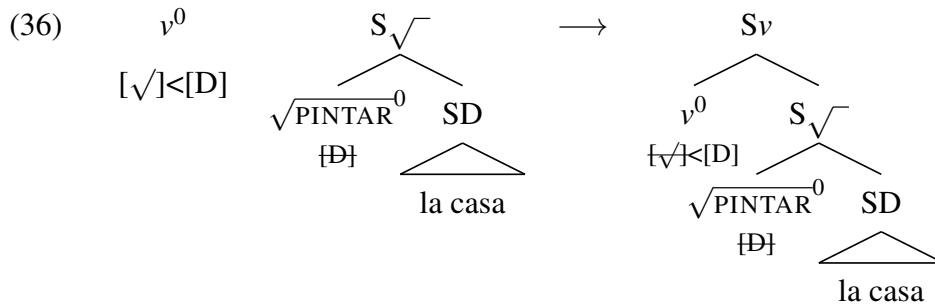 (36) v⁰ S√ → Sv
[√]<[D]
√PINTAR⁰ SD v⁰ S√
[D] [√]<[D]
la casa √PINTAR⁰ SD
[D]
la casa